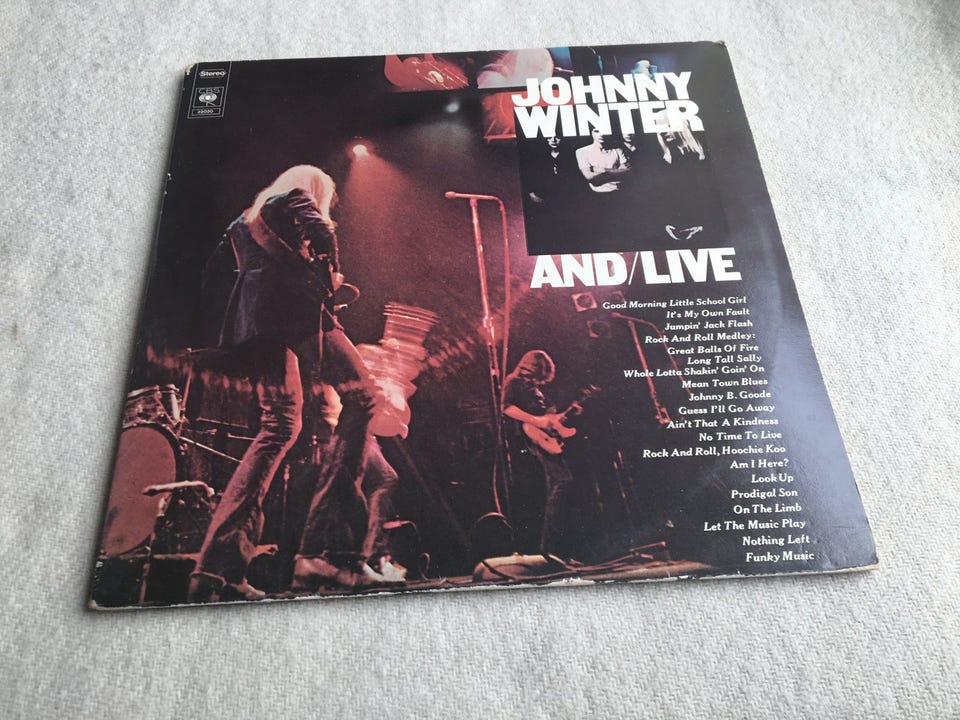 Stereo
CBS
22020
JOHNNY
WINTER
AND/LIVE
Good Morning Little School Girl
It's My Own Fault
Jumpin' Jack Flash
Rock And Roll Medley:
Great Balls Of Fire
Long Tall Sally
Whole Lotta Shakin' Goin' On
Mean Town Blues
Johnny B. Goode
Guess I'll Go Away
Ain't That A Kindness
No Time To Live
Rock And Roll, Hoochie Koo
Am I Here?
Look Up
Prodigal Son
On The Limb
Let The Music Play
Nothing Left
Funky Music